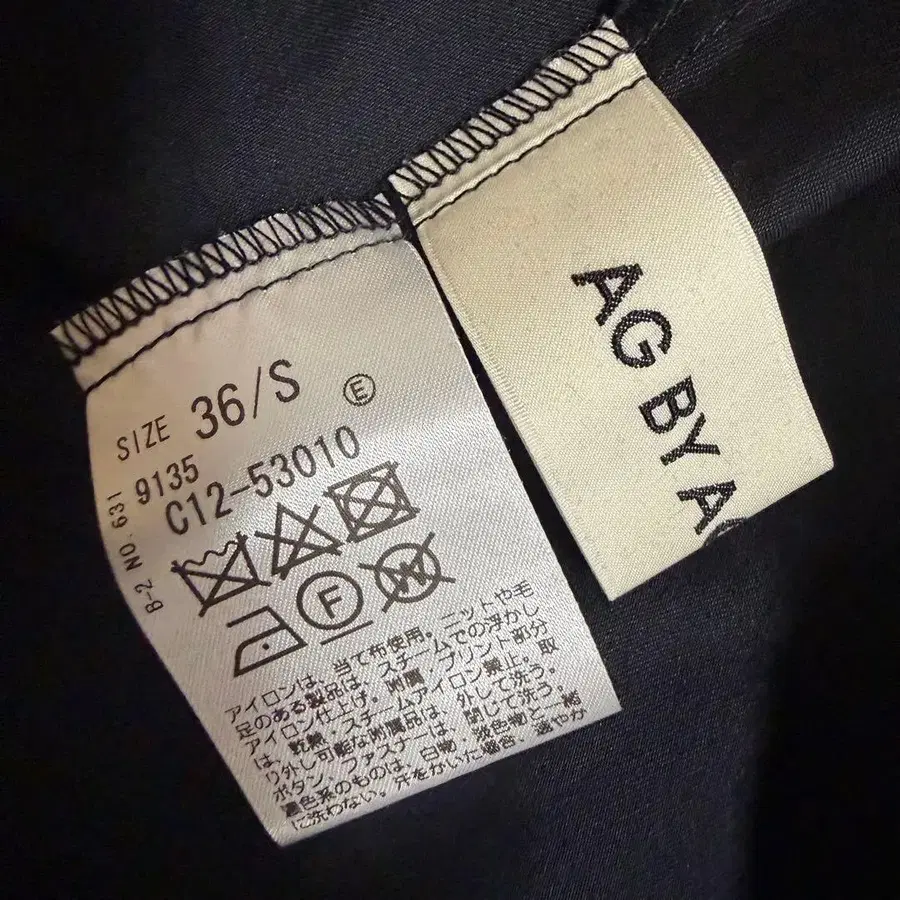 SIZE 36/S Ⓔ
9135
C12-53010
B-2 NO. 631
F
W
アイロンは、当て布使用。ニットや毛
足のある製品は、スチームでの浮かし
アイロン仕上げ。附属・プリント部分
は、乾熱・スチームアイロン禁止。取
り外し可能な附属品は、外して洗う。
ボタン、ファスナーは、閉じて洗う。
濃色系のものは、白物、淡色物と一緒
に洗わない。汗をかいた場合、速やか
AG BY A